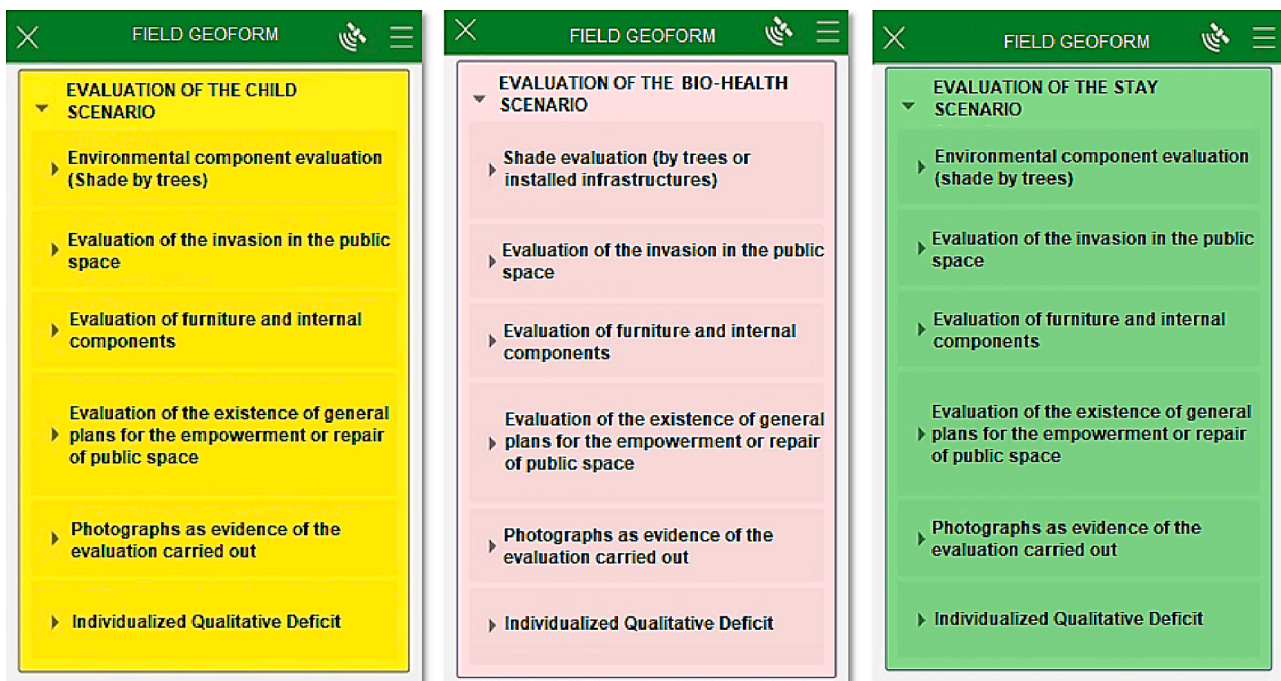 FIELD GEOFORM
EVALUATION OF THE CHILD
SCENARIO
Environmental component evaluation
(Shade by trees)
Evaluation of the invasion in the public
space
Evaluation of furniture and internal
components
Evaluation of the existence of general
plans for the empowerment or repair
of public space
Photographs as evidence of the
evaluation carried out
Individualized Qualitative Deficit
FIELD GEOFORM
EVALUATION OF THE BIO-HEALTH
SCENARIO
Shade evaluation (by trees or
installed infrastructures)
Evaluation of the invasion in the public
space
Evaluation of furniture and internal
components
Evaluation of the existence of general
plans for the empowerment or repair
of public space
Photographs as evidence of the
evaluation carried out
Individualized Qualitative Deficit
FIELD GEOFORM
EVALUATION OF THE STAY
SCENARIO
Environmental component evaluation
(shade by trees)
Evaluation of the invasion in the public
space
Evaluation of furniture and internal
components
Evaluation of the existence of general
plans for the empowerment or repair
of public space
Photographs as evidence of the
evaluation carried out
Individualized Qualitative Deficit